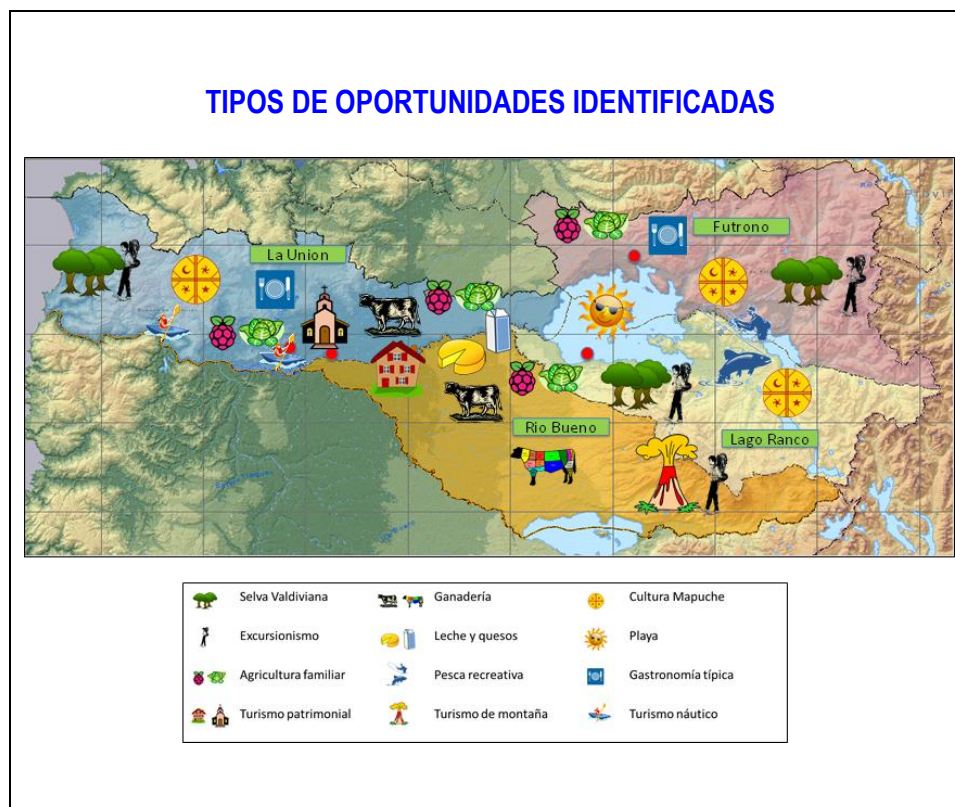 TIPOS DE OPORTUNIDADES IDENTIFICADAS
La Union
Futrono
Rio Bueno
Lago Ranco
Selva Valdiviana
Ganadería
Cultura Mapuche
Excursionismo
Leche y quesos
Playa
Agricultura familiar
Pesca recreativa
Gastronomía típica
Turismo patrimonial
Turismo de montaña
Turismo náutico